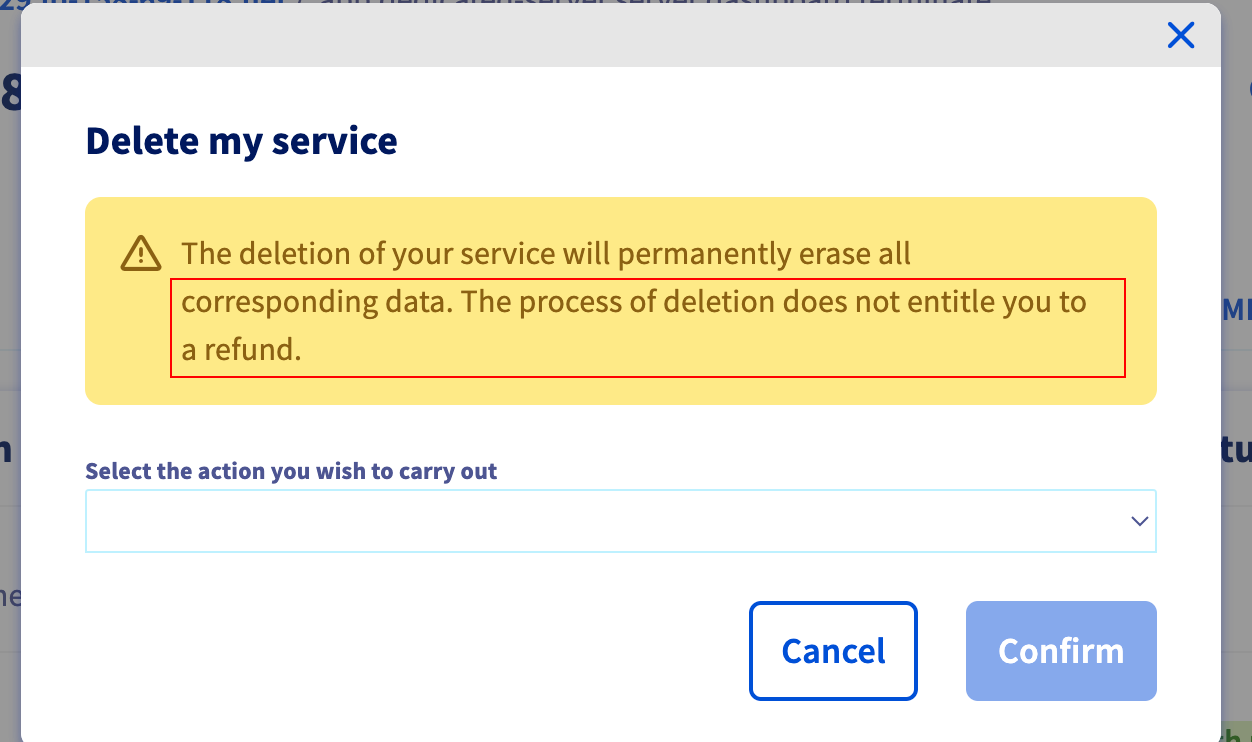 Delete my service
The deletion of your service will permanently erase all
corresponding data. The process of deletion does not entitle you to
a refund.
Select the action you wish to carry out
Cancel
Confirm